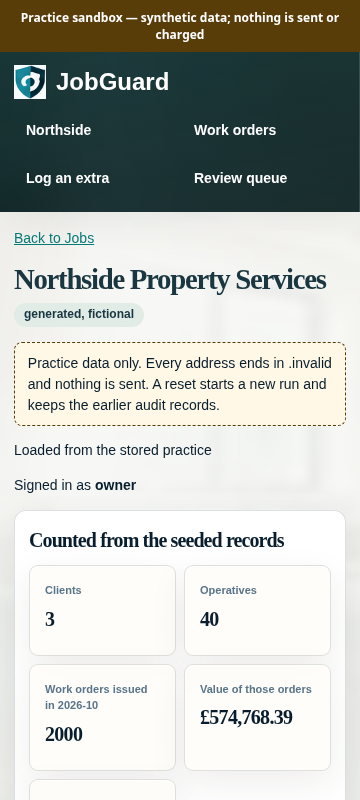 Practice sandbox — synthetic data; nothing is sent or
charged
JobGuard
Northside
Work orders
Log an extra
Review queue
Back to Jobs
Northside Property Services
generated, fictional
Practice data only. Every address ends in .invalid
and nothing is sent. A reset starts a new run and
keeps the earlier audit records.
Loaded from the stored practice
Signed in as owner
Counted from the seeded records
Clients
3
Operatives
40
Work orders issued
in 2026-10
2000
Value of those orders
£574,768.39